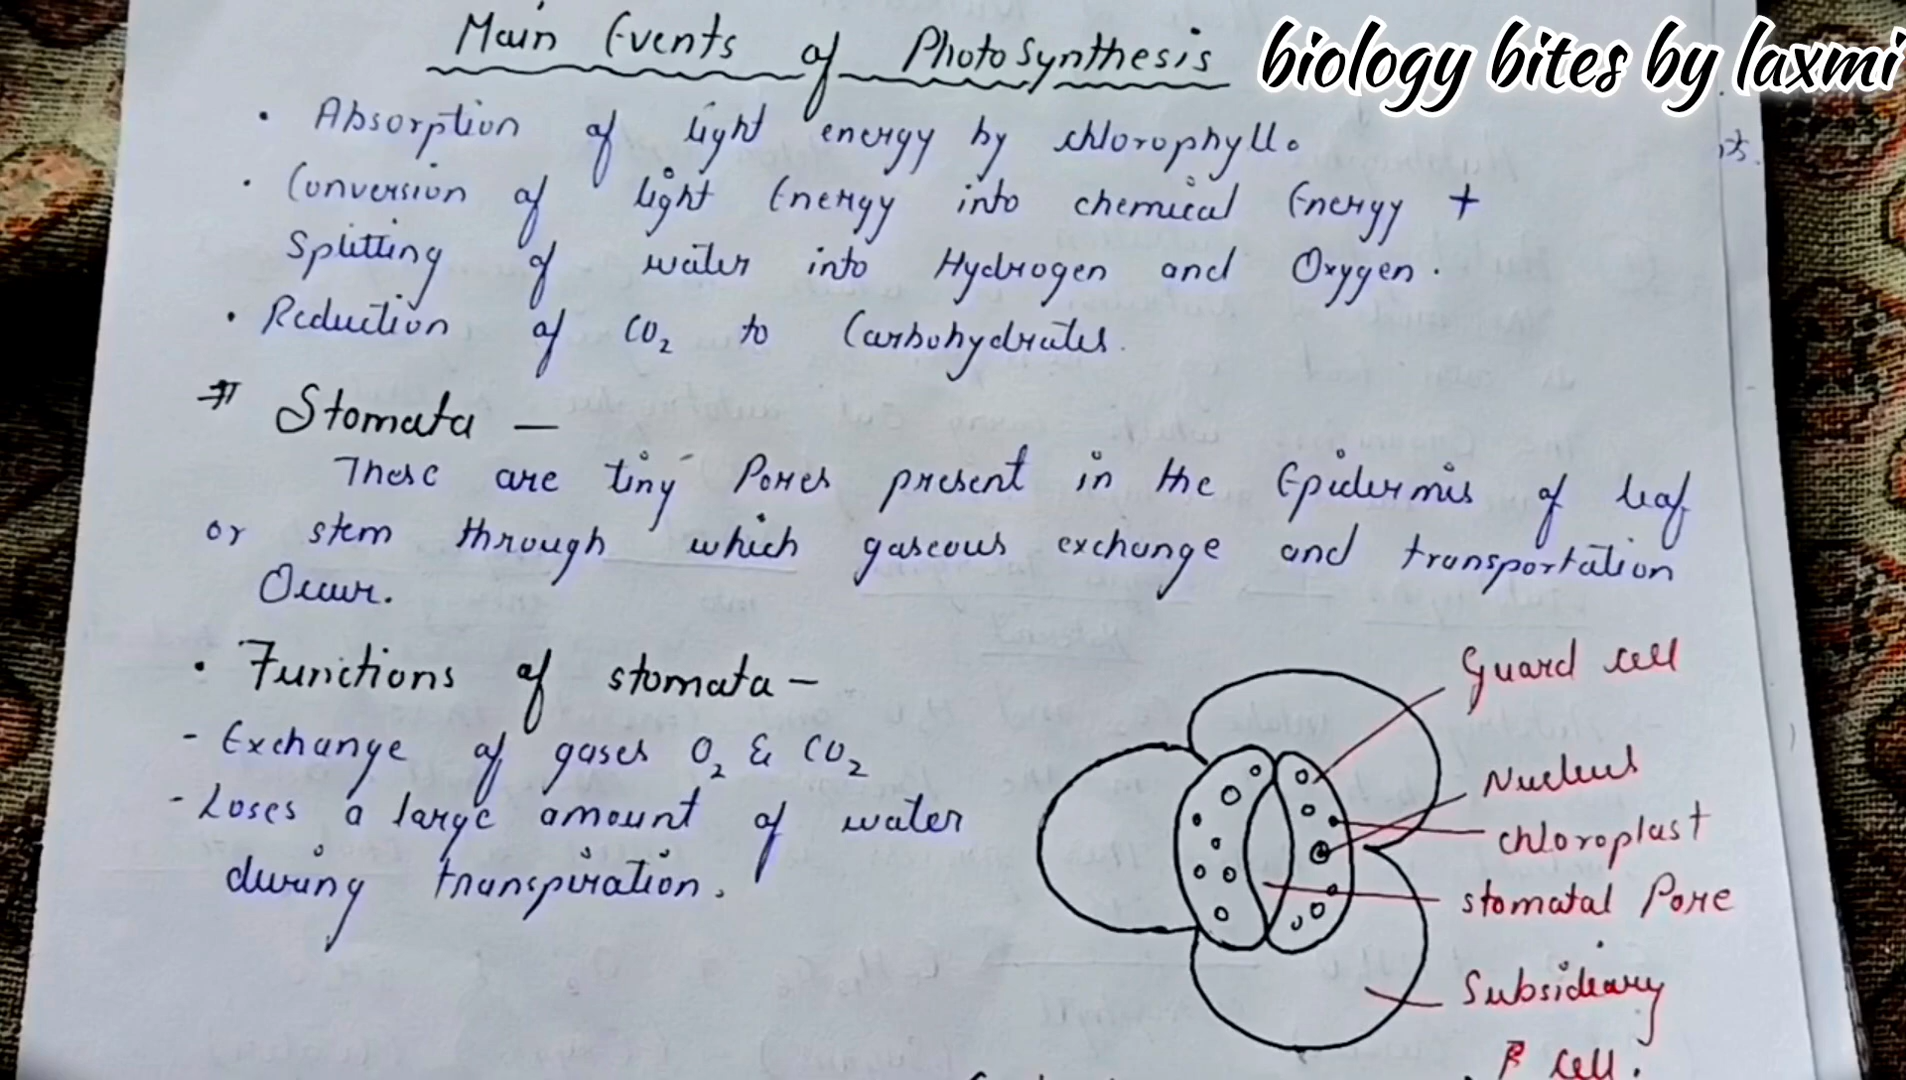 Main Events of Photosynthesis
biology bites by laxmi
• Absorption of light energy by chlorophyll.
• Conversion of light Energy into chemical Energy +
Splitting of water into Hydrogen and Oxygen.
• Reduction of CO₂ to Carbohydrates.
# Stomata —
These are tiny Pores present in the Epidermis of leaf
or stem through which gaseous exchange and transportation
Occur.
• Functions of stomata —
- Exchange of gases O₂ & CO₂
- Loses a large amount of water
during transpiration.
Guard cell
Nucleus
chloroplast
stomatal Pore
Subsidiary
cell.